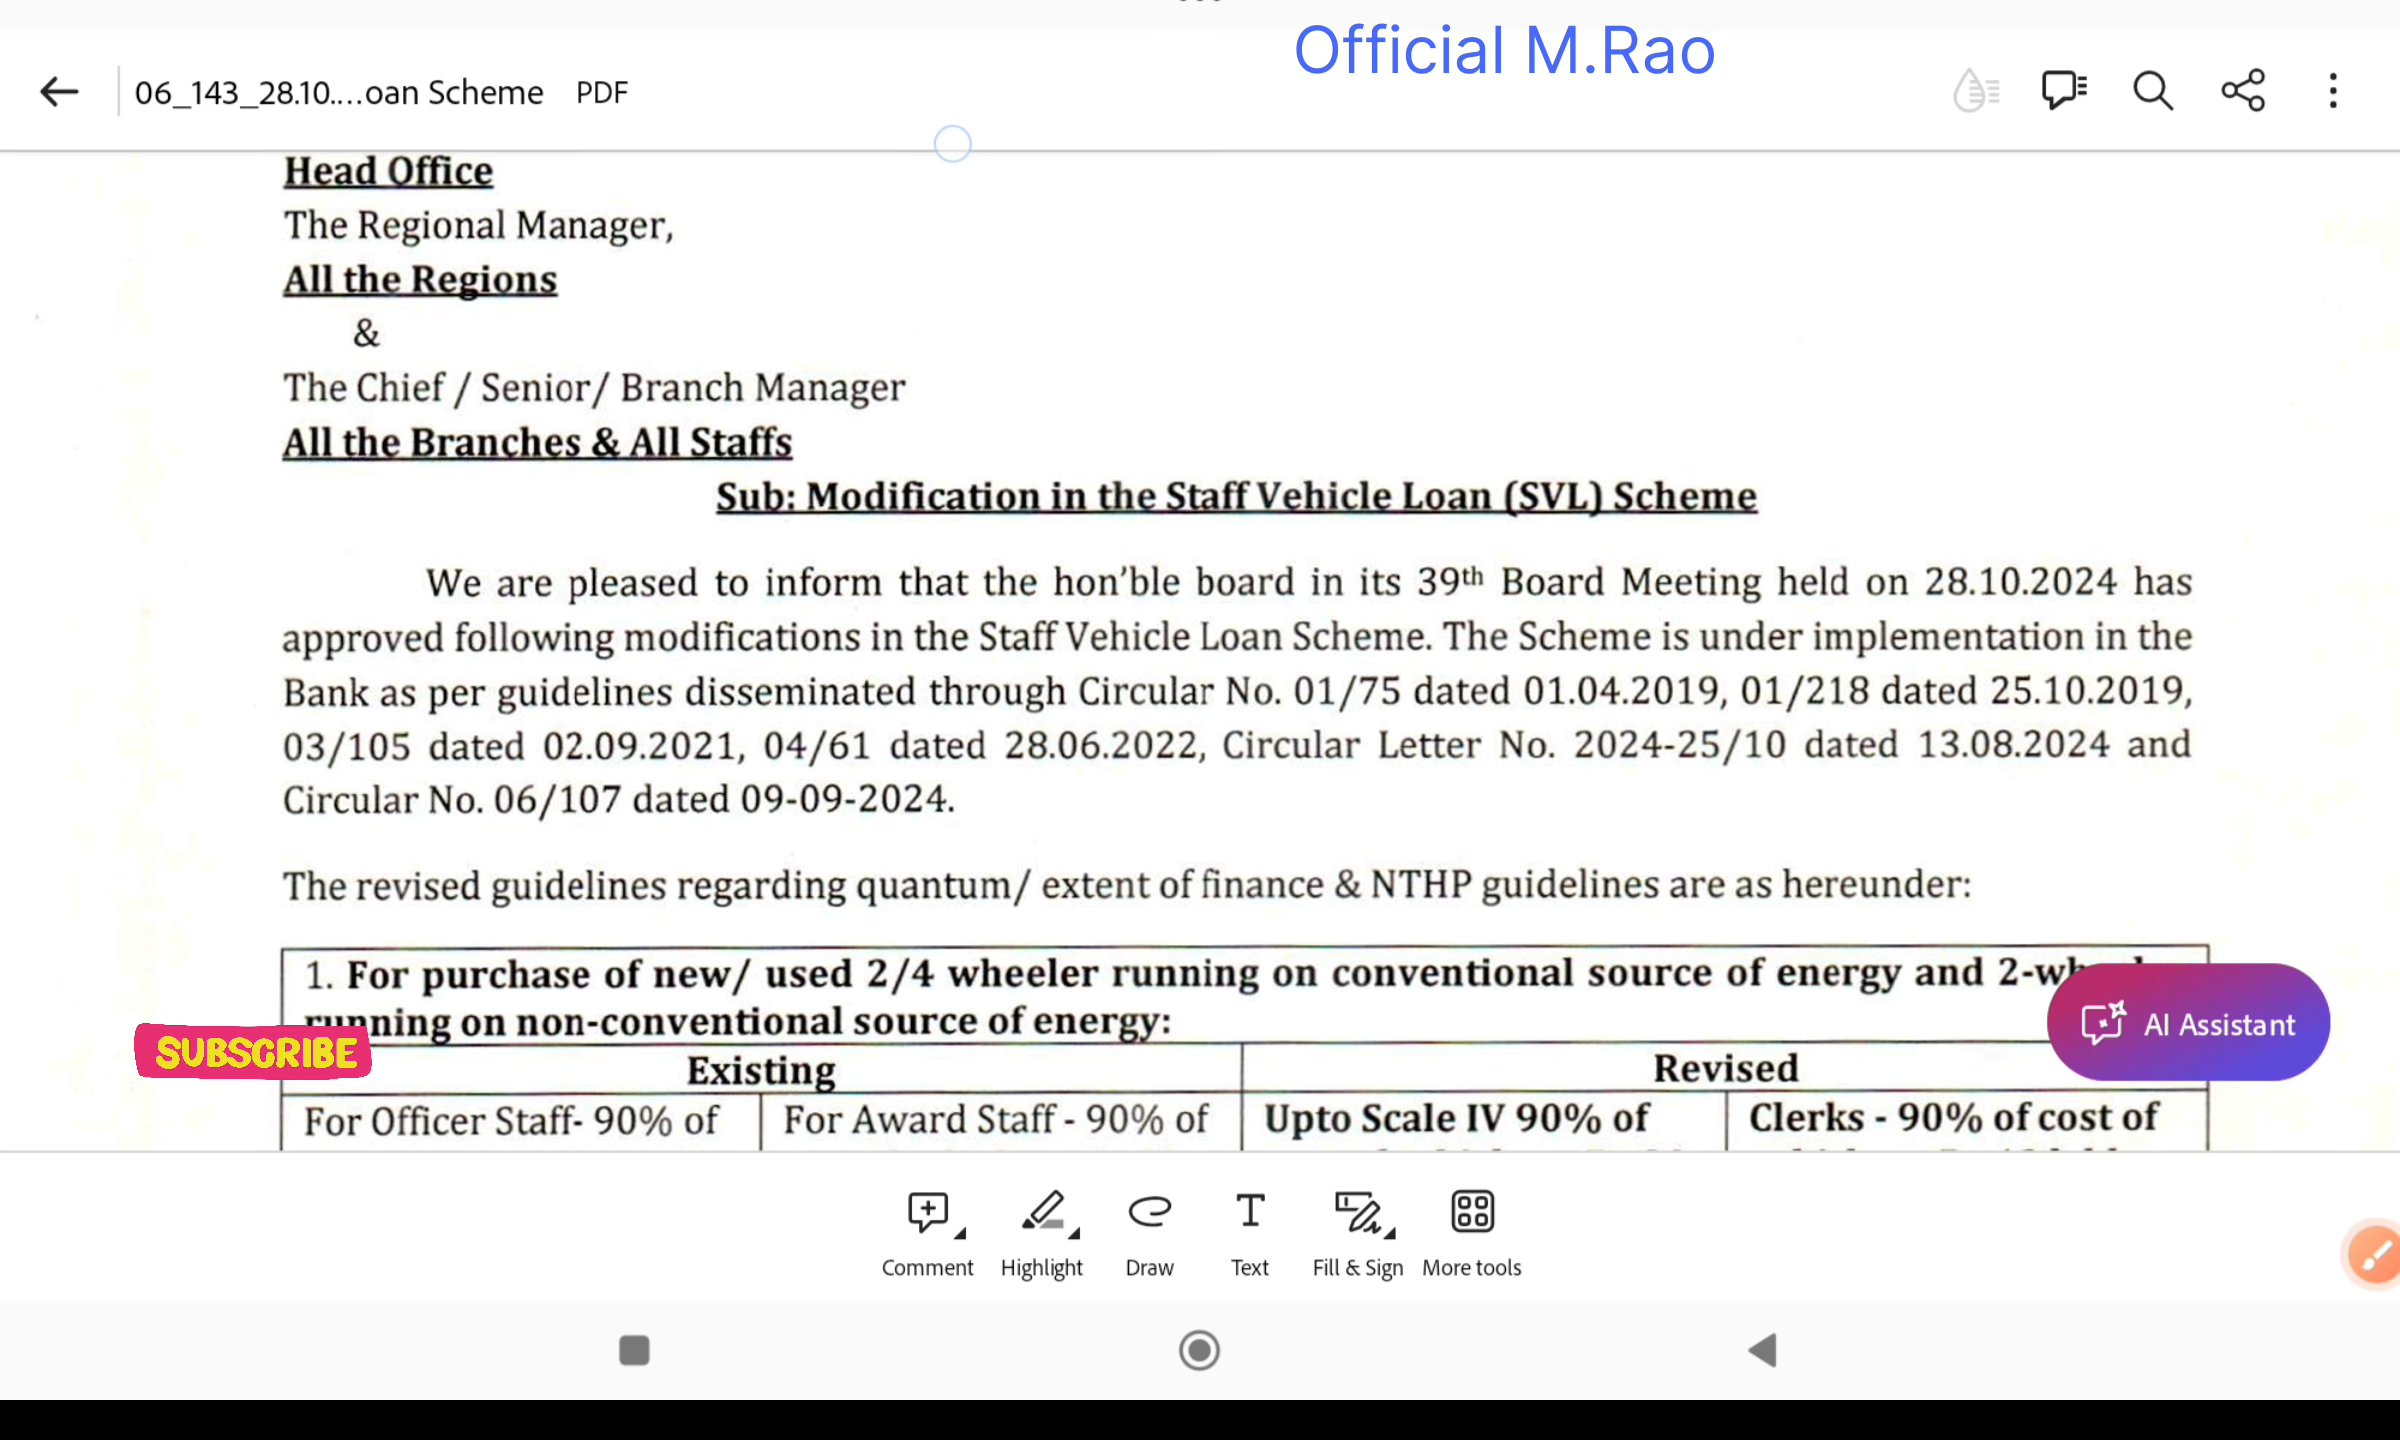 Official M.Rao
06_143_28.10....oan Scheme PDF
Head Office
The Regional Manager,
All the Regions
&
The Chief / Senior/ Branch Manager
All the Branches & All Staffs
Sub: Modification in the Staff Vehicle Loan (SVL) Scheme
We are pleased to inform that the hon'ble board in its 39th Board Meeting held on 28.10.2024 has
approved following modifications in the Staff Vehicle Loan Scheme. The Scheme is under implementation in the
Bank as per guidelines disseminated through Circular No. 01/75 dated 01.04.2019, 01/218 dated 25.10.2019,
03/105 dated 02.09.2021, 04/61 dated 28.06.2022, Circular Letter No. 2024-25/10 dated 13.08.2024 and
Circular No. 06/107 dated 09-09-2024.
The revised guidelines regarding quantum/ extent of finance & NTHP guidelines are as hereunder:
1. For purchase of new/ used 2/4 wheeler running on conventional source of energy and
running on non-conventional source of energy:
AI Assistant
SUBSCRIBE
Existing Revised
For Officer Staff- 90% of For Award Staff - 90% of Upto Scale IV 90% of Clerks - 90% of cost of
Comment Highlight Draw Text Fill & Sign More tools